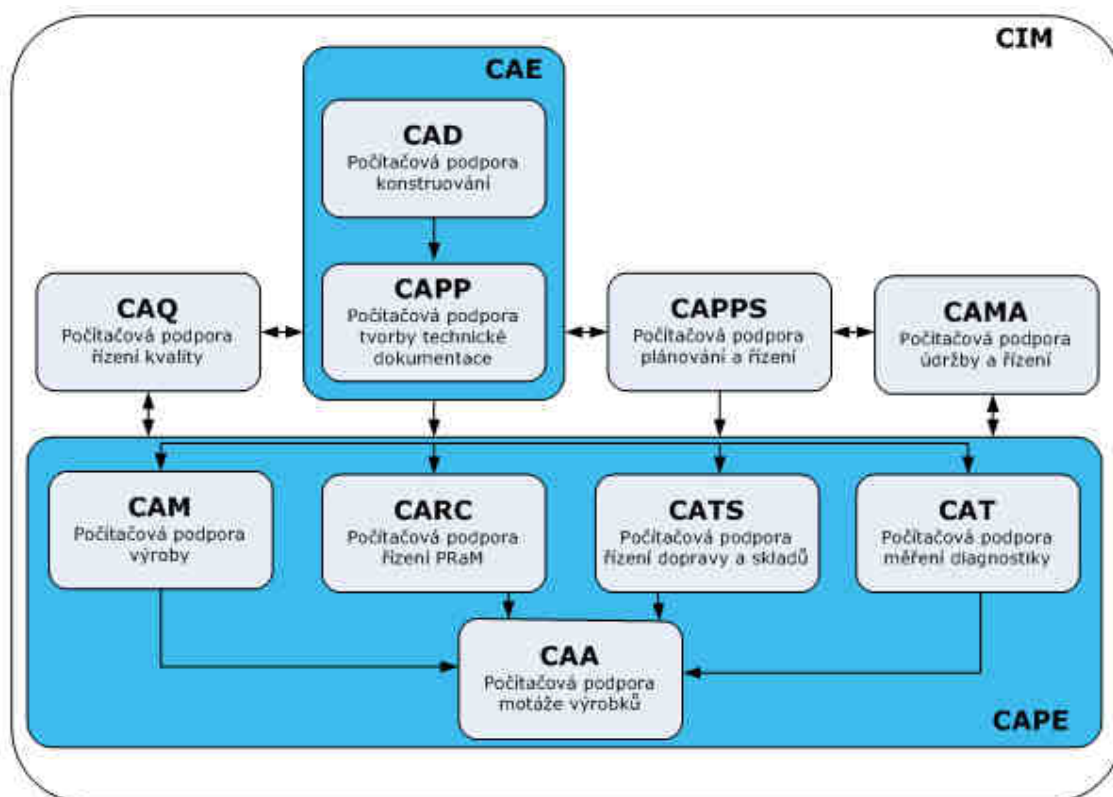 CIM
CAE
CAD
Počítačová podpora
konstruování
CAQ
Počítačová podpora
řízení kvality
CAPP
Počítačová podpora
tvorby technické
dokumentace
CAPPS
Počítačová podpora
plánování a řízení
CAMA
Počítačová podpora
údržby a řízení
CAM
Počítačová podpora
výroby
CARC
Počítačová podpora
řízení PRaM
CATS
Počítačová podpora
řízení dopravy a skladů
CAT
Počítačová podpora
měření diagnostiky
CAA
Počítačová podpora
motáže výrobků
CAPE